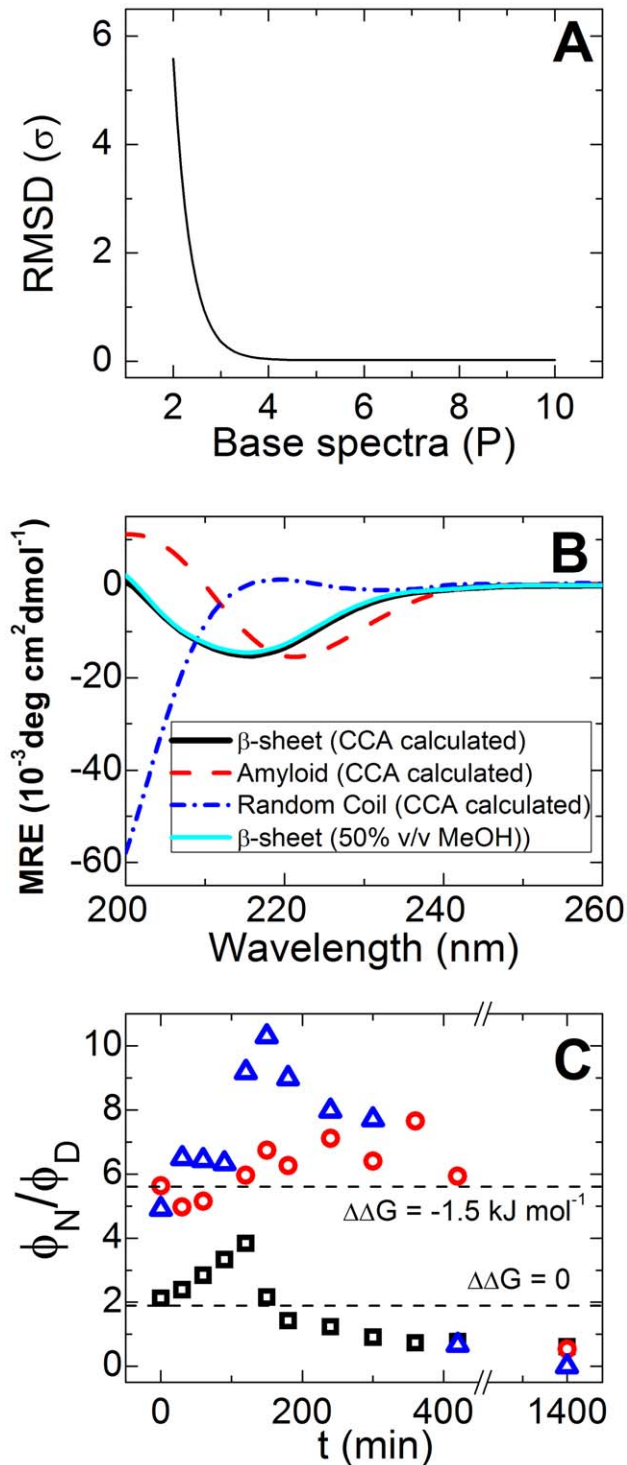 A
RMSD (σ)
6
4
2
0
2 4 6 8 10
Base spectra (P)
B
MRE (10⁻³deg cm²dmol⁻¹)
0
-20
-40
-60
β-sheet (CCA calculated)
Amyloid (CCA calculated)
Random Coil (CCA calculated)
β-sheet (50% v/v MeOH))
200 220 240 260
Wavelength (nm)
C
ϕN/ϕD
10
8
6
4
2
0
ΔΔG = -1.5 kJ mol⁻¹
ΔΔG = 0
0 200 400 1400
t (min)